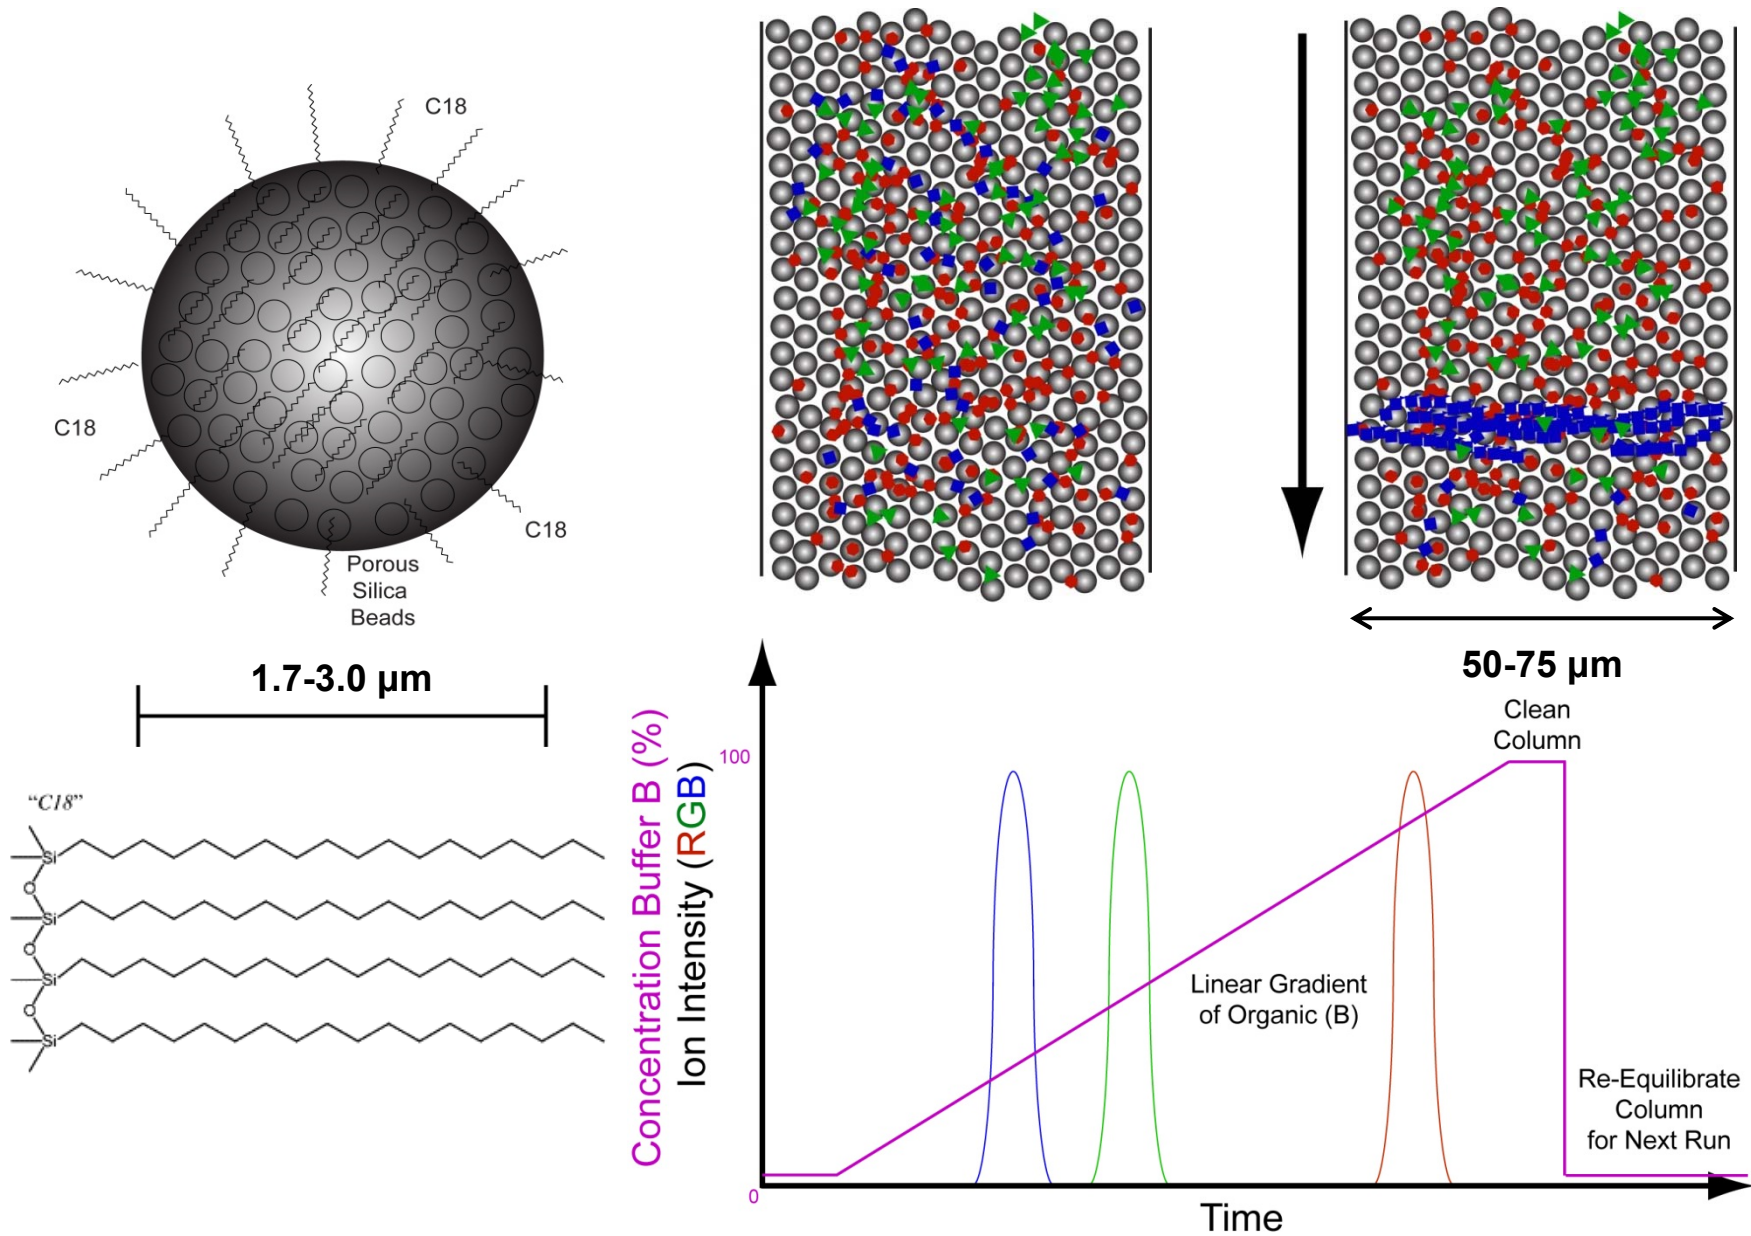 C18
C18
C18
Porous
Silica
Beads
1.7-3.0 µm
50-75 µm
“C18”
Si
O
Si
O
Si
O
Si
Concentration Buffer B (%)
Ion Intensity (RGB)
100
0
Clean
Column
Linear Gradient
of Organic (B)
Re-Equilibrate
Column
for Next Run
Time